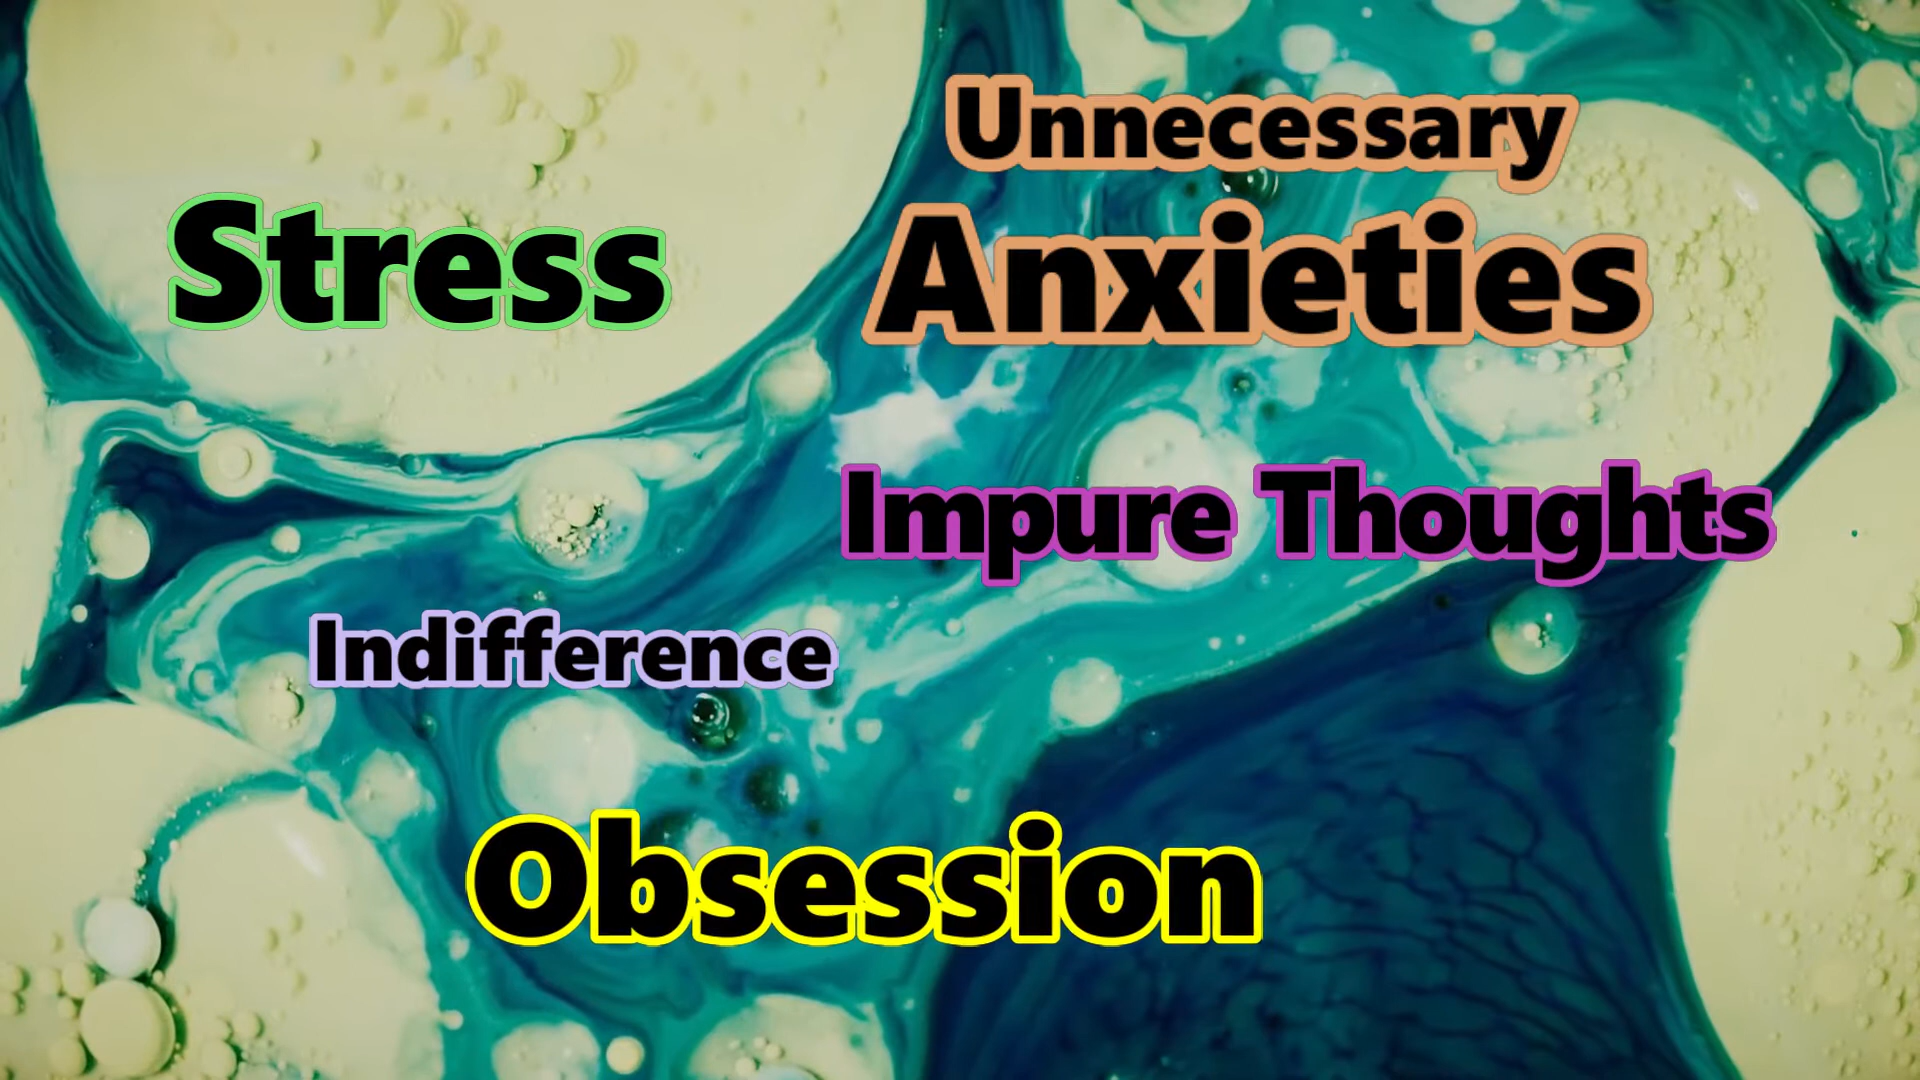 Unnecessary
Stress
Anxieties
Impure Thoughts
Indifference
Obsession